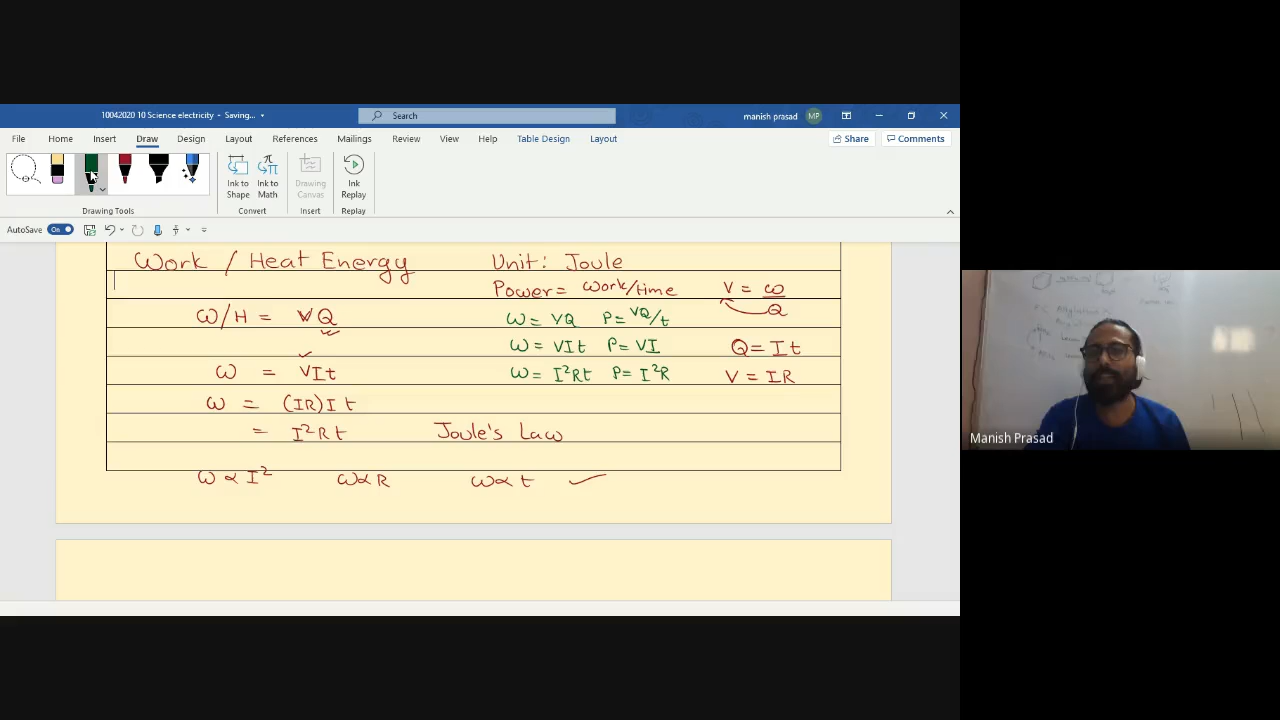 10042020 10 Science electricity - Saving...
Search
manish prasad MP
File Home Insert Draw Design Layout References Mailings Review View Help Table Design Layout
Share Comments
Ink to Shape
Ink to Math
Drawing Canvas
Ink Replay
Drawing Tools Convert Insert Replay
AutoSave On
Work / Heat Energy Unit: Joule
Power = Work/time V = ω/Q
ω/H = VQ ω = VQ P = VQ/t
ω = VIt P = VI Q = It
ω = VIt ω = I²Rt P = I²R V = IR
ω = (IR)I t
= I²Rt Joule's Law
ω ∝ I² ω∝R ω∝ t ✓
Manish Prasad